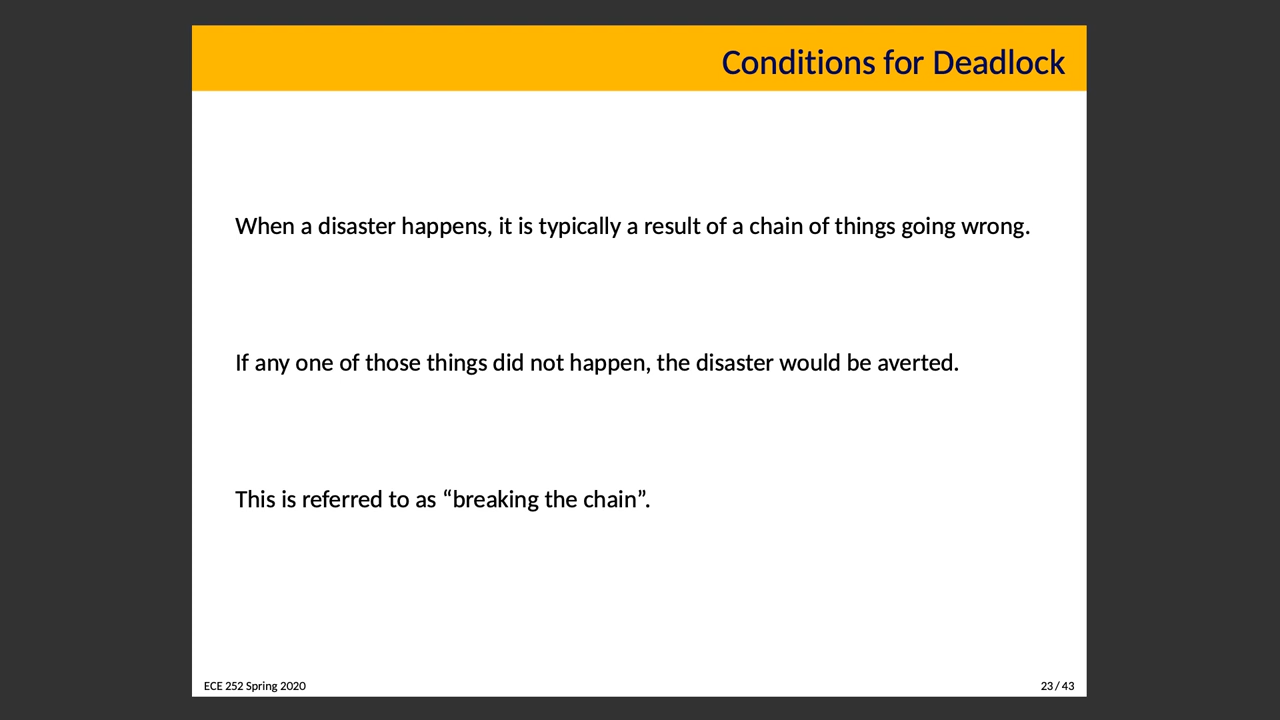 Conditions for Deadlock
When a disaster happens, it is typically a result of a chain of things going wrong.
If any one of those things did not happen, the disaster would be averted.
This is referred to as “breaking the chain”.
ECE 252 Spring 2020
23 / 43